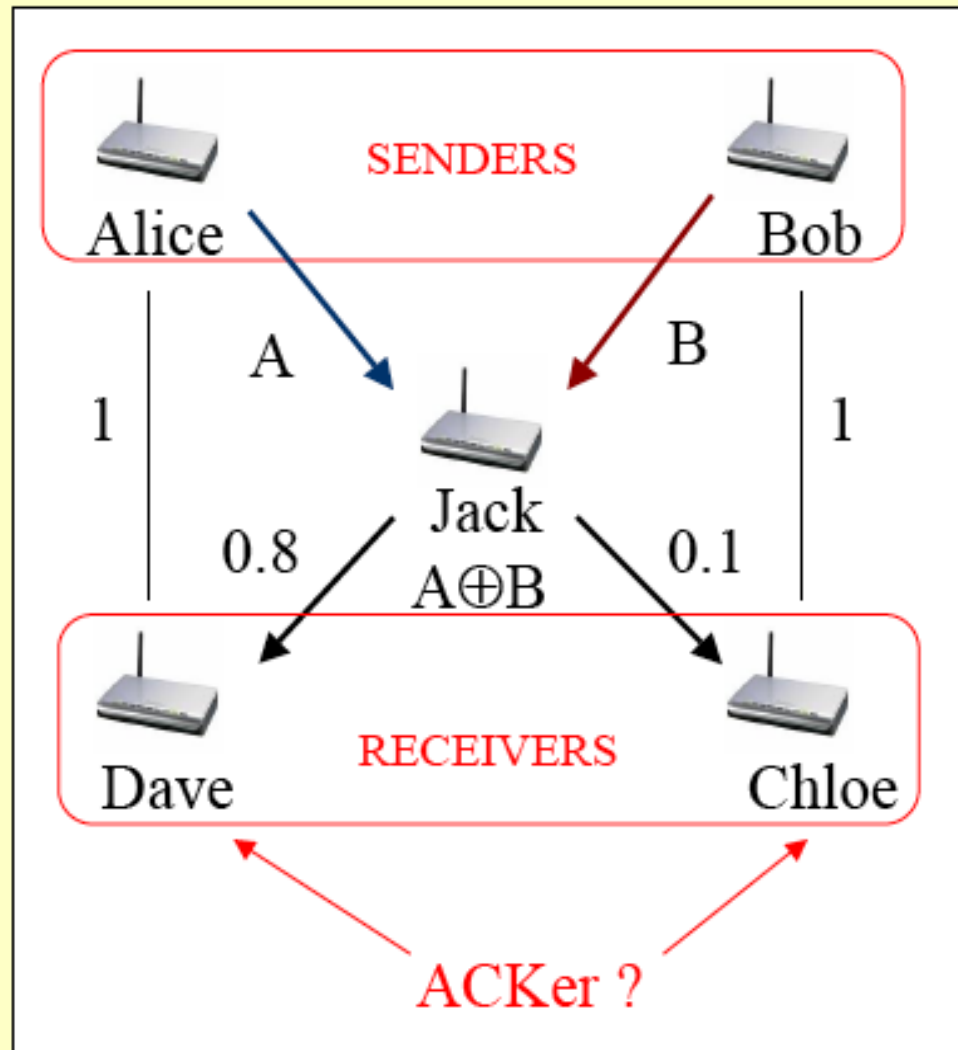 SENDERS
Alice
Bob
A
B
1
1
Jack
0.8
0.1
A⊕B
RECEIVERS
Dave
Chloe
ACKer ?